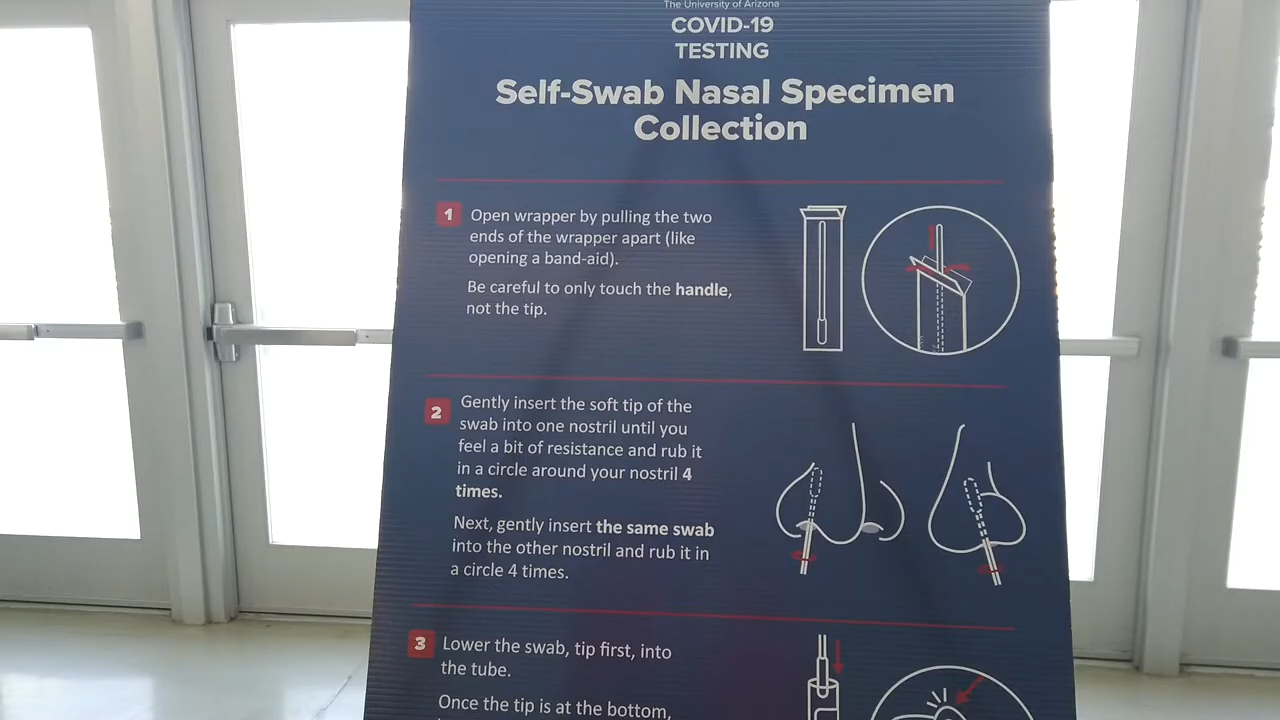 The University of Arizona
COVID-19
TESTING
Self-Swab Nasal Specimen
Collection
1
Open wrapper by pulling the two
ends of the wrapper apart (like
opening a band-aid).
Be careful to only touch the handle,
not the tip.
2
Gently insert the soft tip of the
swab into one nostril until you
feel a bit of resistance and rub it
in a circle around your nostril 4
times.
Next, gently insert the same swab
into the other nostril and rub it in
a circle 4 times.
3
Lower the swab, tip first, into
the tube.
Once the tip is at the bottom,